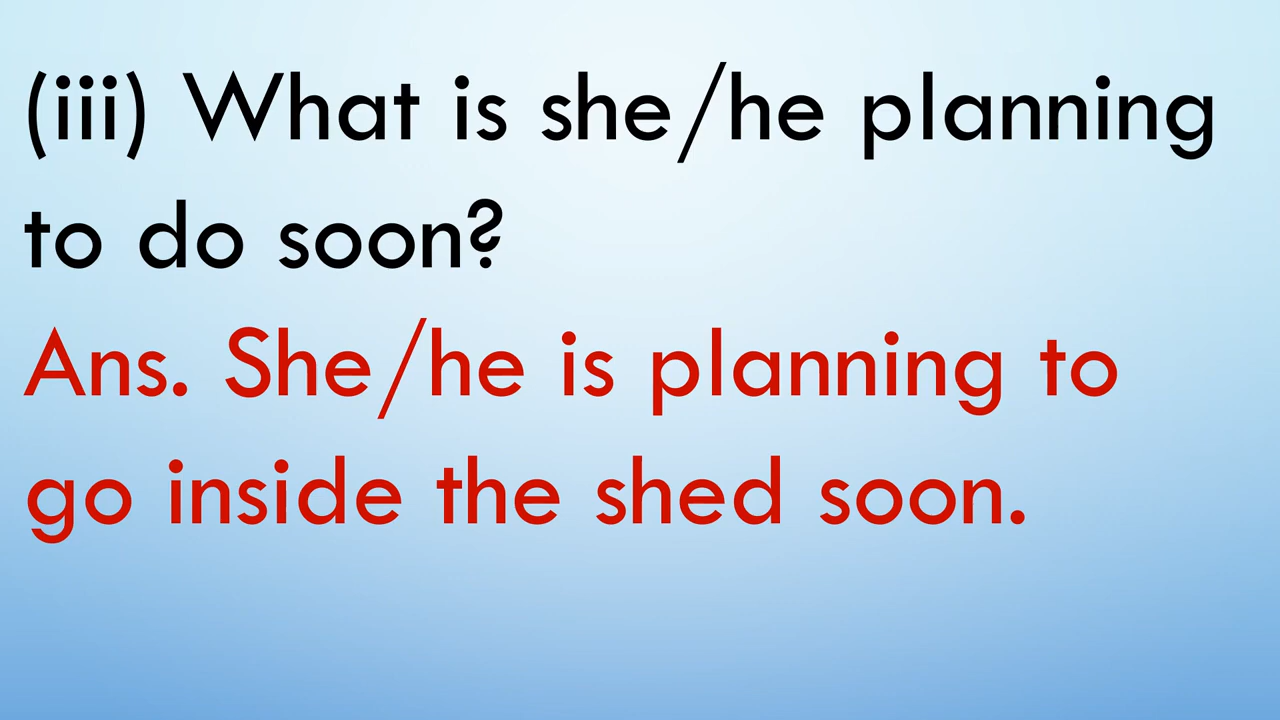 (iii) What is she/he planning
to do soon?
Ans. She/he is planning to
go inside the shed soon.